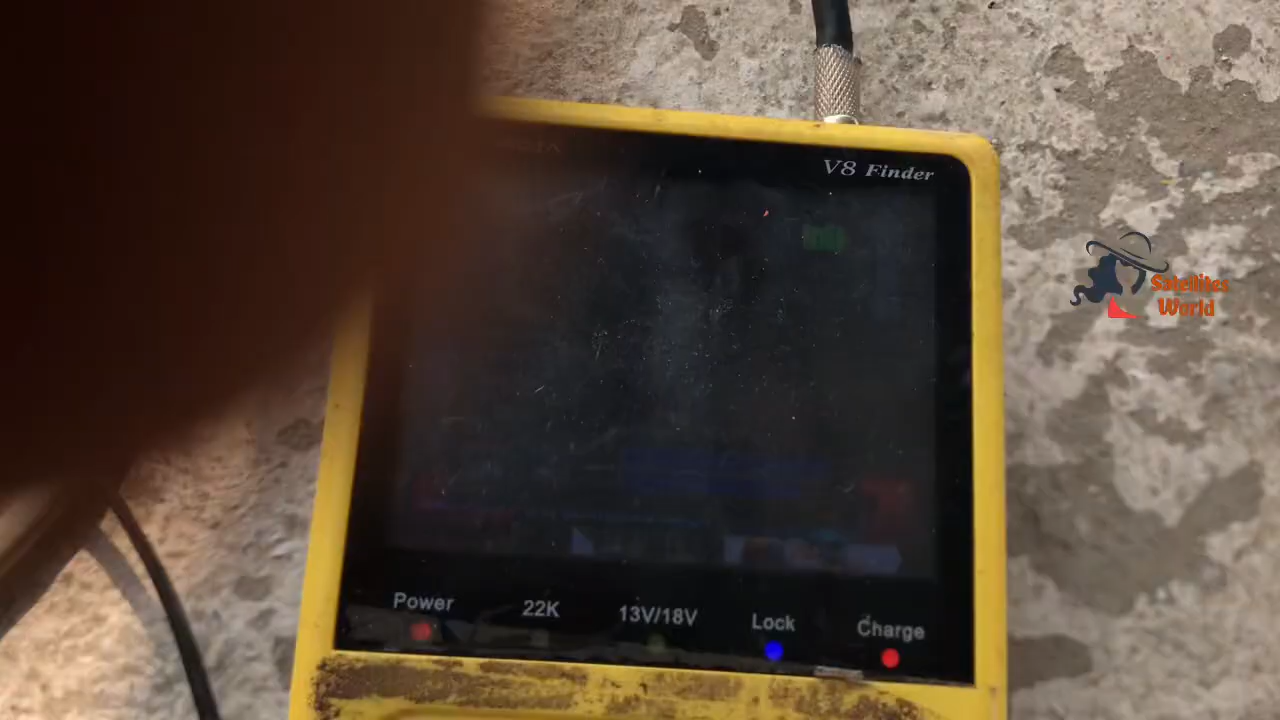 V8 Finder
Satellites
World
Power
22K
13V/18V
Lock
Charge